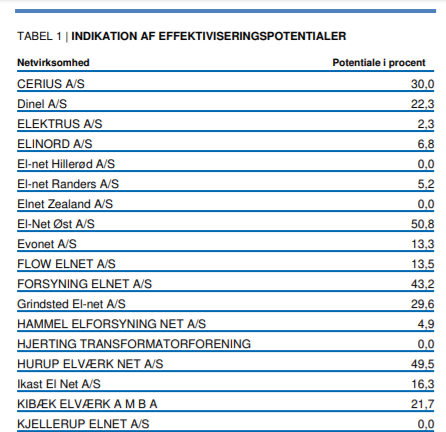 TABEL 1 | INDIKATION AF EFFEKTIVISERINGSPOTENTIALER
Netvirksomhed Potentiale i procent
CERIUS A/S 30,0
Dinel A/S 22,3
ELEKTRUS A/S 2,3
ELINORD A/S 6,8
El-net Hillerød A/S 0,0
El-net Randers A/S 5,2
Elnet Zealand A/S 0,0
El-Net Øst A/S 50,8
Evonet A/S 13,3
FLOW ELNET A/S 13,5
FORSYNING ELNET A/S 43,2
Grindsted El-net A/S 29,6
HAMMEL ELFORSYNING NET A/S 4,9
HJERTING TRANSFORMATORFORENING 0,0
HURUP ELVÆRK NET A/S 49,5
Ikast El Net A/S 16,3
KIBÆK ELVÆRK A M B A 21,7
KJELLERUP ELNET A/S 0,0